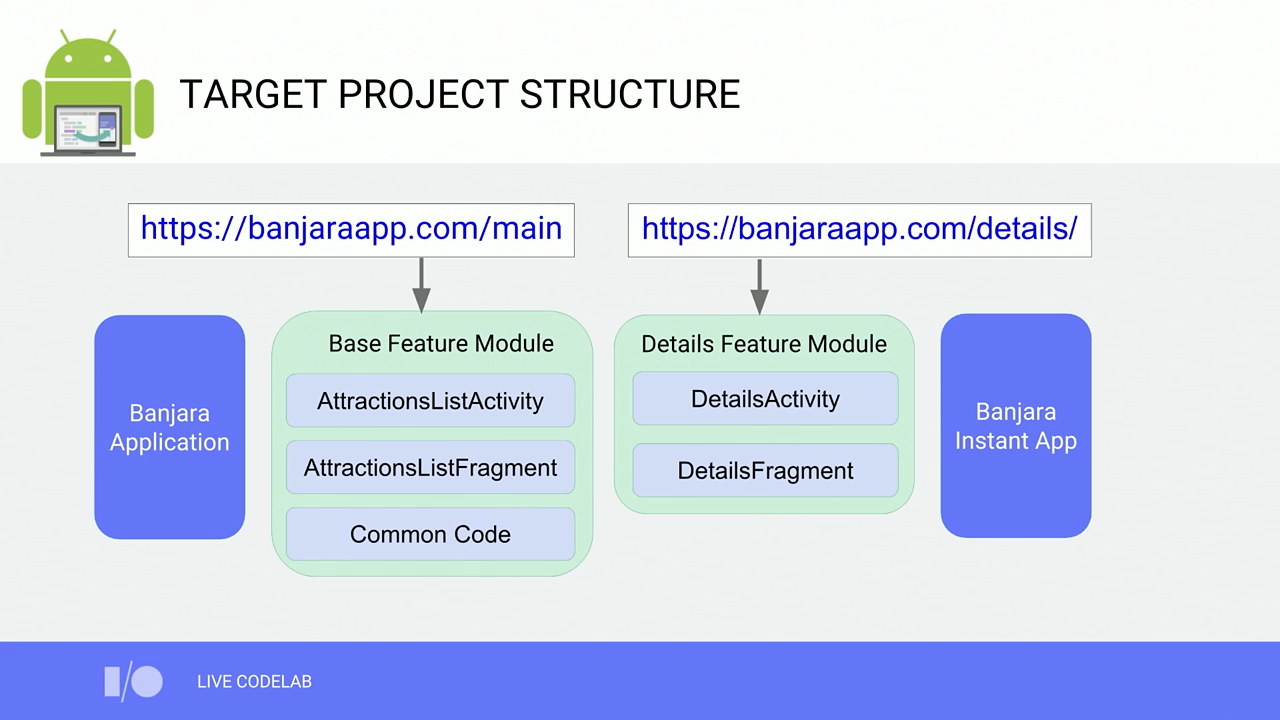 TARGET PROJECT STRUCTURE
https://banjaraapp.com/main
https://banjaraapp.com/details/
Banjara
Application
Base Feature Module
AttractionsListActivity
AttractionsListFragment
Common Code
Details Feature Module
DetailsActivity
DetailsFragment
Banjara
Instant App
I/O
LIVE CODELAB